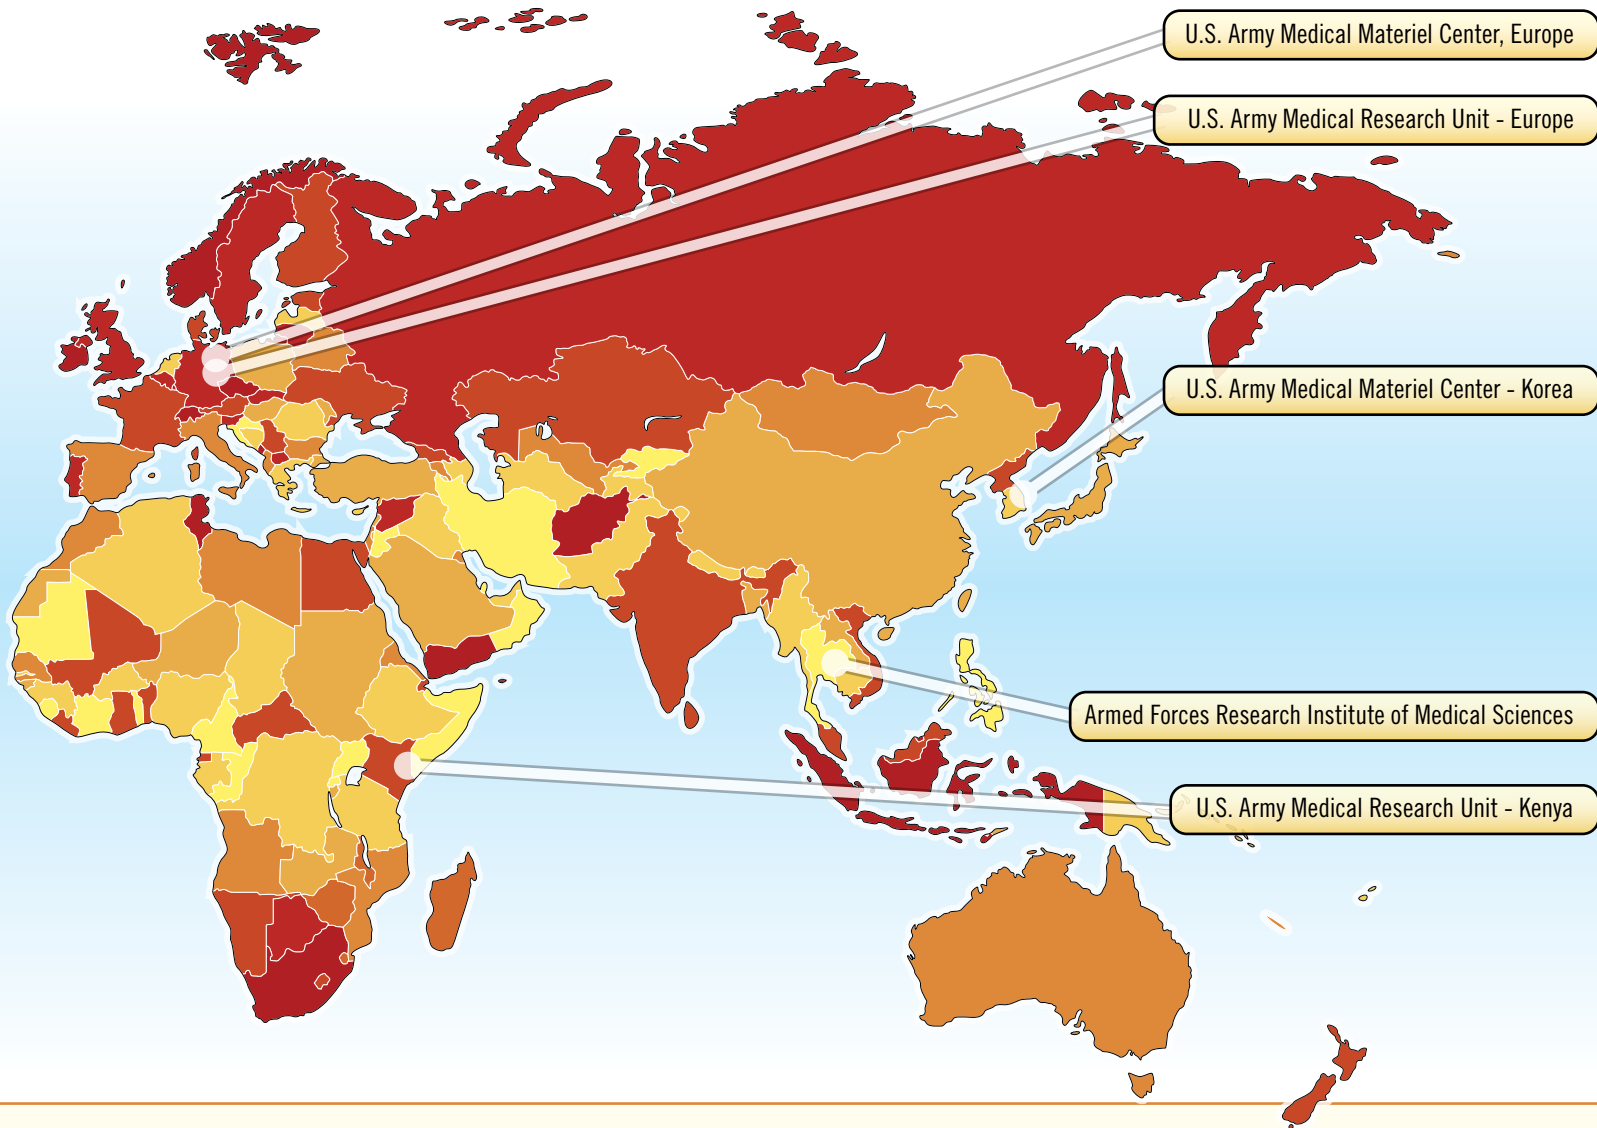 U.S. Army Medical Materiel Center, Europe
U.S. Army Medical Research Unit - Europe
U.S. Army Medical Materiel Center - Korea
Armed Forces Research Institute of Medical Sciences
U.S. Army Medical Research Unit - Kenya